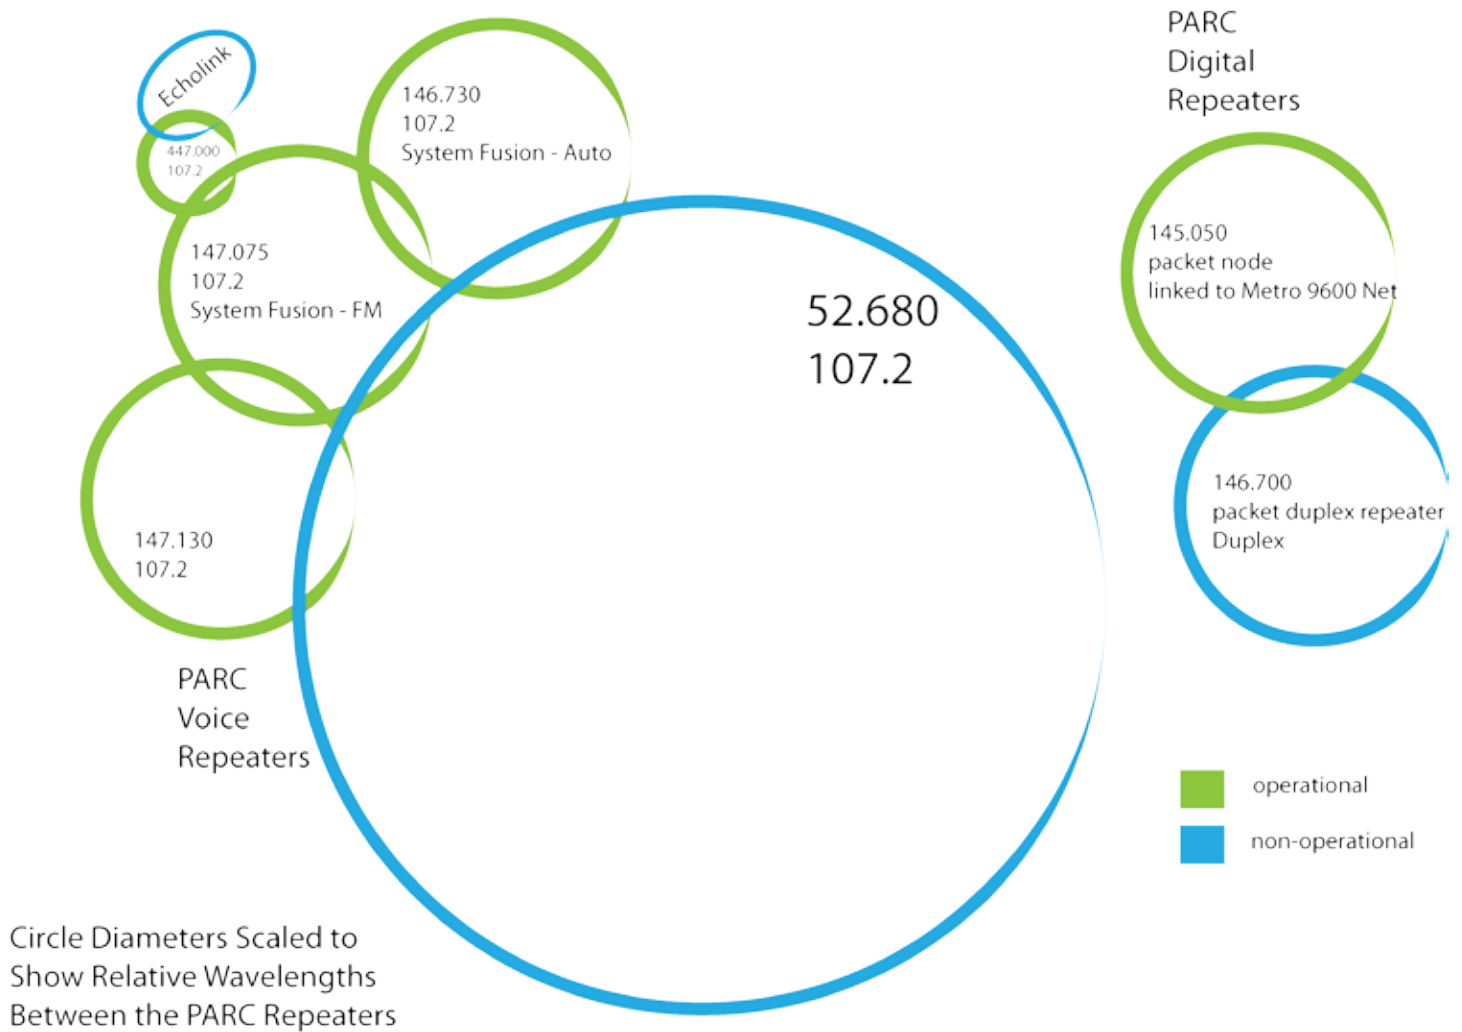 Echolink
447.000
107.2
146.730
107.2
System Fusion - Auto
147.075
107.2
System Fusion - FM
147.130
107.2
52.680
107.2
PARC
Voice
Repeaters
PARC
Digital
Repeaters
145.050
packet node
linked to Metro 9600 Net
146.700
packet duplex repeater
Duplex
operational
non-operational
Circle Diameters Scaled to
Show Relative Wavelengths
Between the PARC Repeaters